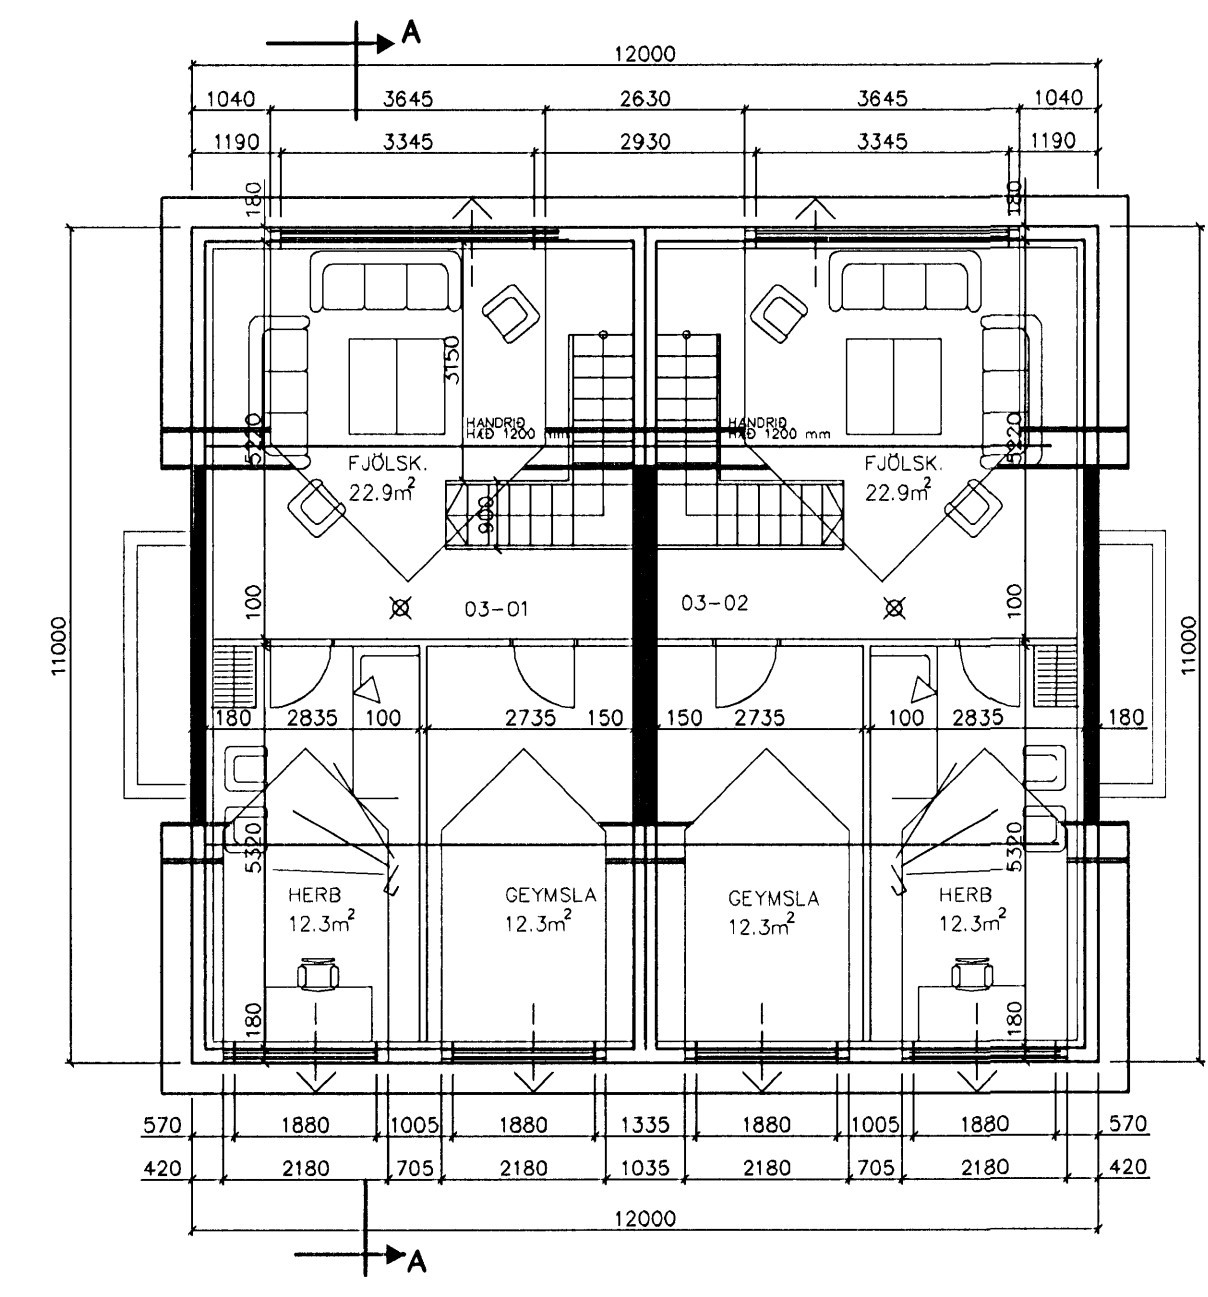 A
12000
1040 3645 2630 3645 1040
1190 3345 2930 3345 1190
180 180
3150
HANDRIÐ HANDRIÐ
HÆÐ 1200 mm HÆÐ 1200 mm
5220 5220
FJÖLSK. FJÖLSK.
22.9m² 22.9m²
900
100 03-01 03-02 100
11000 11000
180 2835 100 2735 150 150 2735 100 2835 180
5320 5320
HERB GEYMSLA GEYMSLA HERB
12.3m² 12.3m² 12.3m² 12.3m²
180 180
570 1880 1005 1880 1335 1880 1005 1880 570
420 2180 705 2180 1035 2180 705 2180 420
12000
A